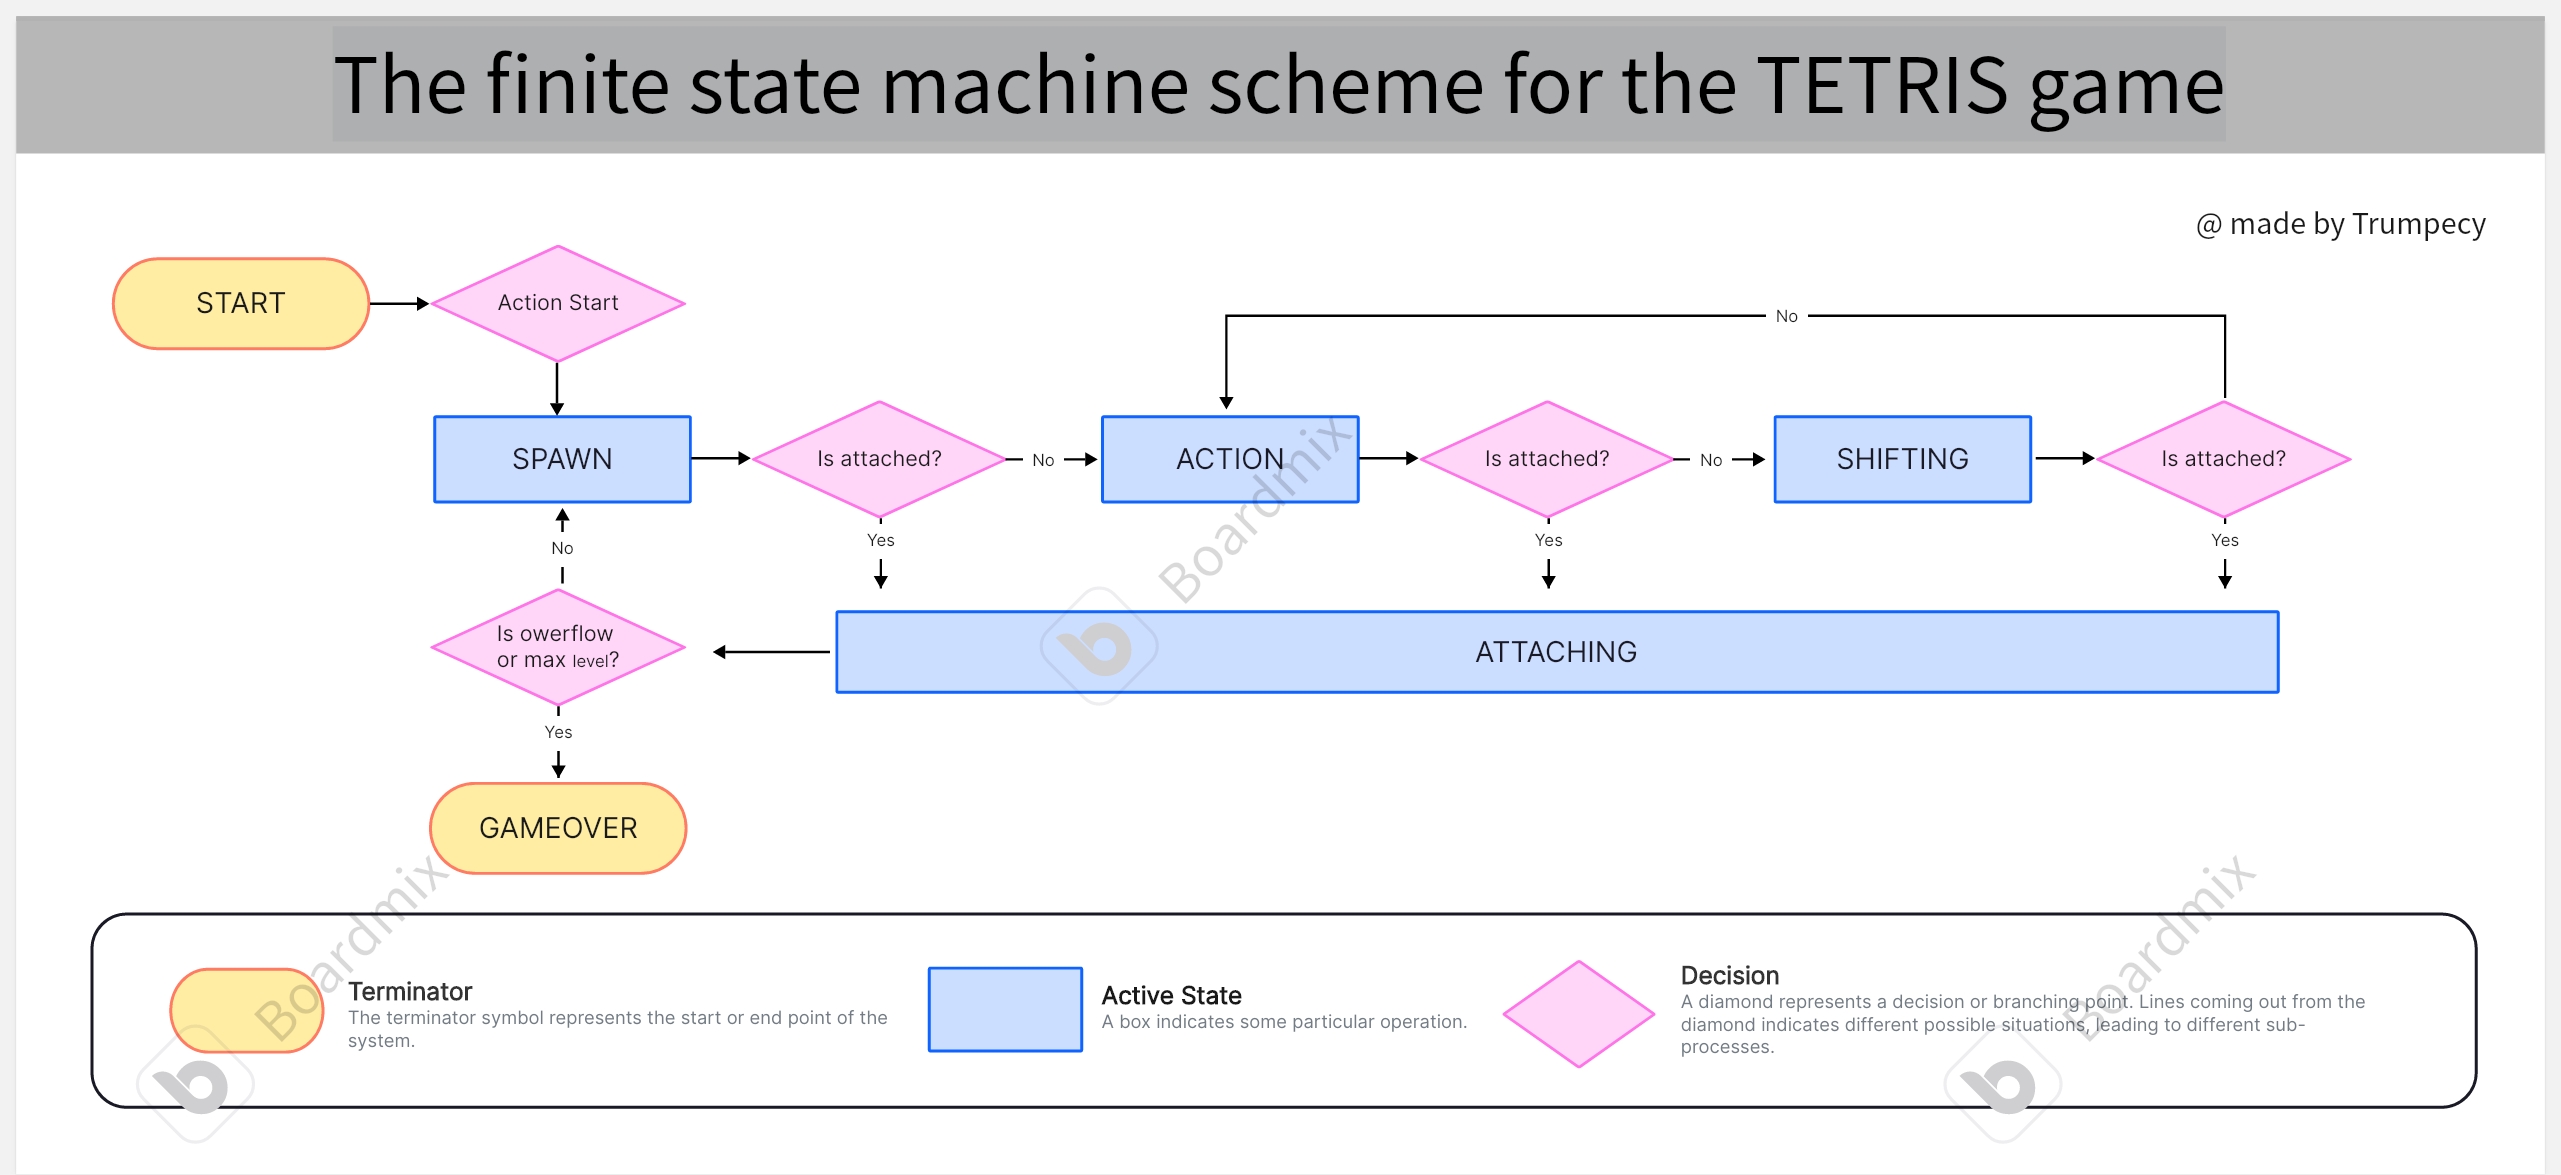 The finite state machine scheme for the TETRIS game
@ made by Trumpecy
START
Action Start
No
SPAWN
Is attached?
No
ACTION
Is attached?
No
SHIFTING
Is attached?
No
Yes
Yes
Yes
Is owerflow
or max level?
ATTACHING
Yes
GAMEOVER
Boardmix
Boardmix
Boardmix
Terminator
The terminator symbol represents the start or end point of the
system.
Active State
A box indicates some particular operation.
Decision
A diamond represents a decision or branching point. Lines coming out from the
diamond indicates different possible situations, leading to different sub-
processes.